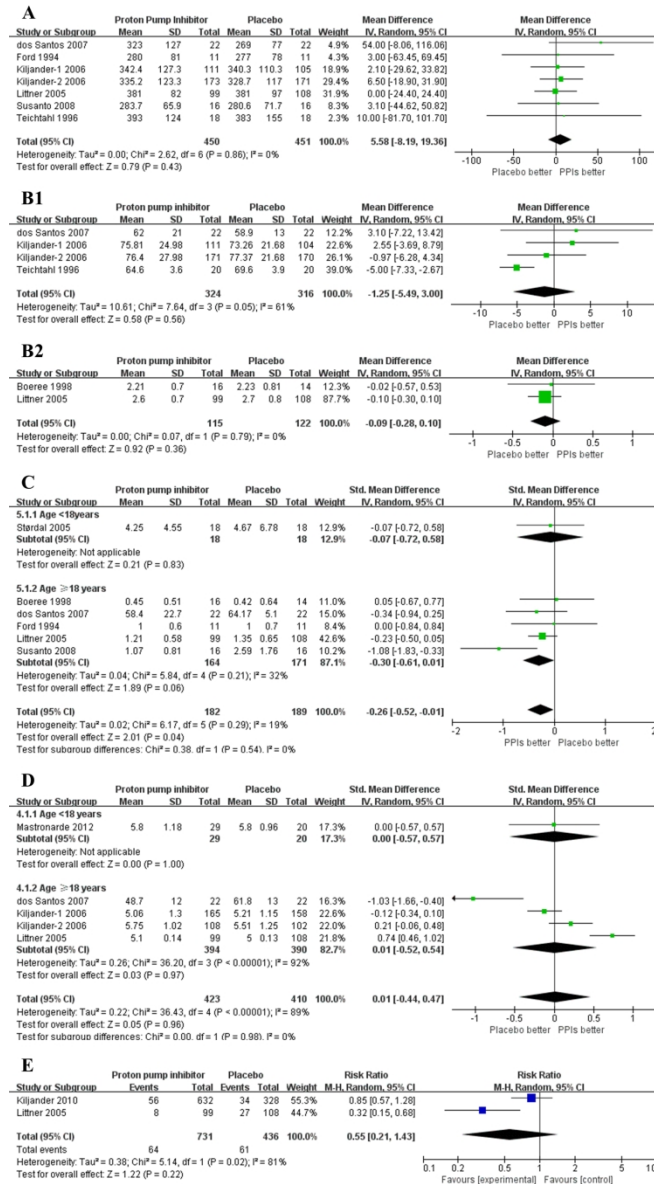 A
Proton Pump Inhibitor Placebo Mean Difference Mean Difference
Study or Subgroup Mean SD Total Mean SD Total Weight IV, Random, 95% CI IV, Random, 95% CI
dos Santos 2007 323 127 22 269 77 22 4.9% 54.00 [-8.06, 116.06]
Ford 1994 280 81 11 277 78 11 4.3% 3.00 [-63.45, 69.45]
Kiljander-1 2006 342.4 127.3 111 340.3 110.3 105 18.9% 2.10 [-29.62, 33.82]
Kiljander-2 2006 335.2 123.3 173 328.7 117 171 29.2% 6.50 [-18.90, 31.90]
Littner 2005 381 82 99 381 97 108 31.9% 0.00 [-24.40, 24.40]
Susanto 2008 283.7 65.9 16 280.6 71.7 16 8.3% 3.10 [-44.62, 50.82]
Teichtahl 1996 393 124 18 383 155 18 2.3% 10.00 [-81.70, 101.70]
Total (95% CI) 450 451 100.0% 5.58 [-8.19, 19.36]
Heterogeneity: Tau² = 0.00; Chi² = 2.62, df = 6 (P = 0.86); I² = 0%
Test for overall effect: Z = 0.79 (P = 0.43)
-100 -50 0 50 100
Placebo better PPIs better
B1
Proton pump inhibitor Placebo Mean Difference Mean Difference
Study or Subgroup Mean SD Total Mean SD Total Weight IV, Random, 95% CI IV, Random, 95% CI
dos Santos 2007 62 21 22 58.9 13 22 12.2% 3.10 [-7.22, 13.42]
Kiljander-1 2006 75.81 24.98 111 73.26 21.68 104 22.6% 2.55 [-3.69, 8.79]
Kiljander-2 2006 76.4 27.98 171 77.37 21.68 170 26.1% -0.97 [-6.28, 4.34]
Teichtahl 1996 64.6 3.6 20 69.6 3.9 20 39.1% -5.00 [-7.33, -2.67]
Total (95% CI) 324 316 100.0% -1.25 [-5.49, 3.00]
Heterogeneity: Tau² = 10.61; Chi² = 7.64, df = 3 (P = 0.05); I² = 61%
Test for overall effect: Z = 0.58 (P = 0.56)
-10 -5 0 5 10
Placebo better PPIs better
B2
Proton pump inhibitor Placebo Mean Difference Mean Difference
Study or Subgroup Mean SD Total Mean SD Total Weight IV, Random, 95% CI IV, Random, 95% CI
Boeree 1998 2.21 0.7 16 2.23 0.81 14 12.3% -0.02 [-0.57, 0.53]
Littner 2005 2.6 0.7 99 2.7 0.8 108 87.7% -0.10 [-0.30, 0.10]
Total (95% CI) 115 122 100.0% -0.09 [-0.28, 0.10]
Heterogeneity: Tau² = 0.00; Chi² = 0.07, df = 1 (P = 0.79); I² = 0%
Test for overall effect: Z = 0.92 (P = 0.36)
-1 -0.5 0 0.5 1
Placebo better PPIs better
C
Proton pump inhibitor Placebo Std. Mean Difference Std. Mean Difference
Study or Subgroup Mean SD Total Mean SD Total Weight IV, Random, 95% CI IV, Random, 95% CI
5.1.1 Age <18years
Størdal 2005 4.25 4.55 18 4.67 6.78 18 12.9% -0.07 [-0.72, 0.58]
Subtotal (95% CI) 18 18 12.9% -0.07 [-0.72, 0.58]
Heterogeneity: Not applicable
Test for overall effect: Z = 0.21 (P = 0.83)
5.1.2 Age ≥18 years
Boeree 1998 0.45 0.51 16 0.42 0.64 14 11.0% 0.05 [-0.67, 0.77]
dos Santos 2007 58.4 22.7 22 64.17 5.1 22 15.0% -0.34 [-0.94, 0.25]
Ford 1994 1 0.6 11 1 0.7 11 8.4% 0.00 [-0.84, 0.84]
Littner 2005 1.21 0.58 99 1.35 0.65 108 42.6% -0.23 [-0.50, 0.05]
Susanto 2008 1.07 0.81 16 2.59 1.76 16 10.2% -1.08 [-1.83, -0.33]
Subtotal (95% CI) 164 171 87.1% -0.30 [-0.61, 0.01]
Heterogeneity: Tau² = 0.04; Chi² = 5.84, df = 4 (P = 0.21); I² = 32%
Test for overall effect: Z = 1.89 (P = 0.06)
Total (95% CI) 182 189 100.0% -0.26 [-0.52, -0.01]
Heterogeneity: Tau² = 0.02; Chi² = 6.17, df = 5 (P = 0.29); I² = 19%
Test for overall effect: Z = 2.01 (P = 0.04)
Test for subgroup differences: Chi² = 0.38, df = 1 (P = 0.54), I² = 0%
-2 -1 0 1 2
PPIs better Placebo better
D
Proton pump inhibitor Placebo Std. Mean Difference Std. Mean Difference
Study or Subgroup Mean SD Total Mean SD Total Weight IV, Random, 95% CI IV, Random, 95% CI
4.1.1 Age <18 years
Mastronarde 2012 5.8 1.18 29 5.8 0.96 20 17.3% 0.00 [-0.57, 0.57]
Subtotal (95% CI) 29 20 17.3% 0.00 [-0.57, 0.57]
Heterogeneity: Not applicable
Test for overall effect: Z = 0.00 (P = 1.00)
4.1.2 Age ≥18 years
dos Santos 2007 48.7 12 22 61.8 13 22 16.3% -1.03 [-1.66, -0.40]
Kiljander-1 2006 5.06 1.3 165 5.21 1.15 158 22.6% -0.12 [-0.34, 0.10]
Kiljander-2 2006 5.75 1.02 108 5.51 1.25 102 22.0% 0.21 [-0.06, 0.48]
Littner 2005 5.1 0.14 99 5 0.13 108 21.8% 0.74 [0.46, 1.02]
Subtotal (95% CI) 394 390 82.7% 0.01 [-0.52, 0.54]
Heterogeneity: Tau² = 0.26; Chi² = 36.20, df = 3 (P < 0.00001); I² = 92%
Test for overall effect: Z = 0.03 (P = 0.97)
Total (95% CI) 423 410 100.0% 0.01 [-0.44, 0.47]
Heterogeneity: Tau² = 0.22; Chi² = 36.43, df = 4 (P < 0.00001); I² = 89%
Test for overall effect: Z = 0.05 (P = 0.96)
Test for subgroup differences: Chi² = 0.00, df = 1 (P = 0.98), I² = 0%
-1 -0.5 0 0.5 1
Placebo better PPIs better
E
Proton pump inhibitor Placebo Risk Ratio Risk Ratio
Study or Subgroup Events Total Events Total Weight M-H, Random, 95% CI M-H, Random, 95% CI
Kiljander 2010 56 632 34 328 55.3% 0.85 [0.57, 1.28]
Littner 2005 8 99 27 108 44.7% 0.32 [0.15, 0.68]
Total (95% CI) 731 436 100.0% 0.55 [0.21, 1.43]
Total events 64 61
Heterogeneity: Tau² = 0.38; Chi² = 5.14, df = 1 (P = 0.02); I² = 81%
Test for overall effect: Z = 1.22 (P = 0.22)
0.1 0.2 0.5 1 2 5 10
Favours [experimental] Favours [control]